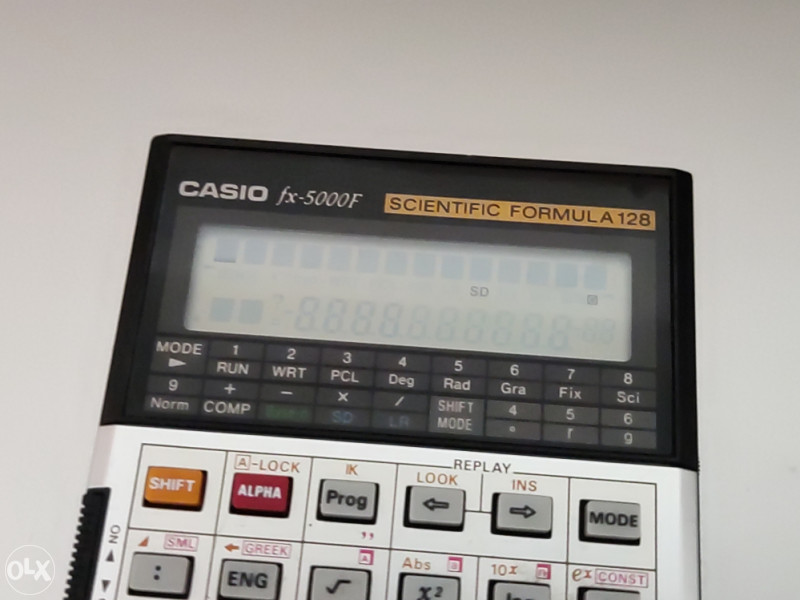 CASIO fx-5000F SCIENTIFIC FORMULA 128
SD D
MODE 1 2 3 4 5 6 7 8
► RUN WRT PCL Deg Rad Gra Fix Sci
9 + − × / SHIFT 4 5 6
Norm COMP SD LR MODE ° r g
A-LOCK IK LOOK REPLAY INS
SHIFT ALPHA Prog ⇐ ⇒ MODE
ON SML ← GREEK ,, A Abs B 10x ex CONST
: ENG √ x²
OLX